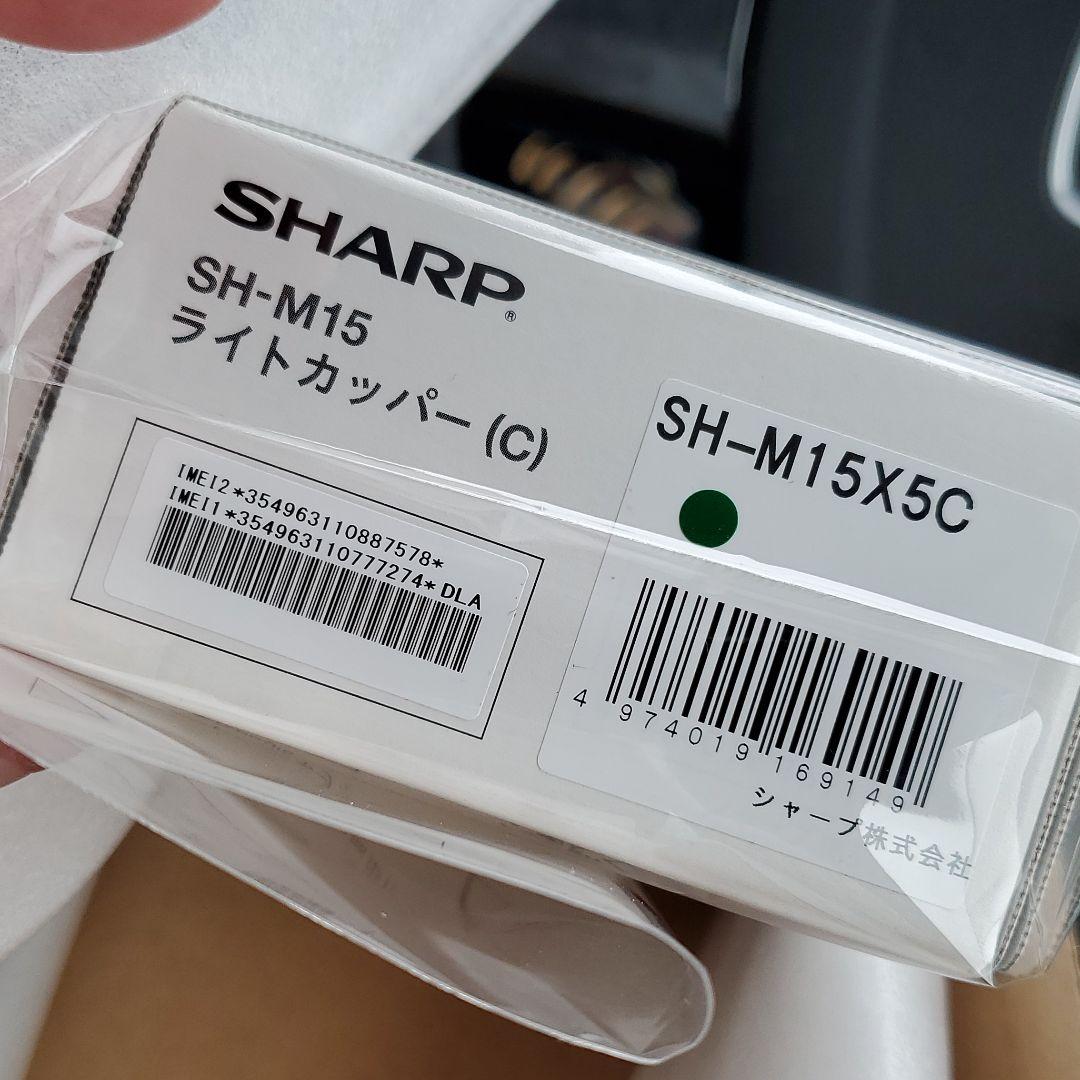 SHARP®
SH-M15
ライトカッパー (C)
IMEI2*354963110887578*
IMEI1*354963110777274*DLA
SH-M15X5C
4 974019 169149
シャープ株式会社